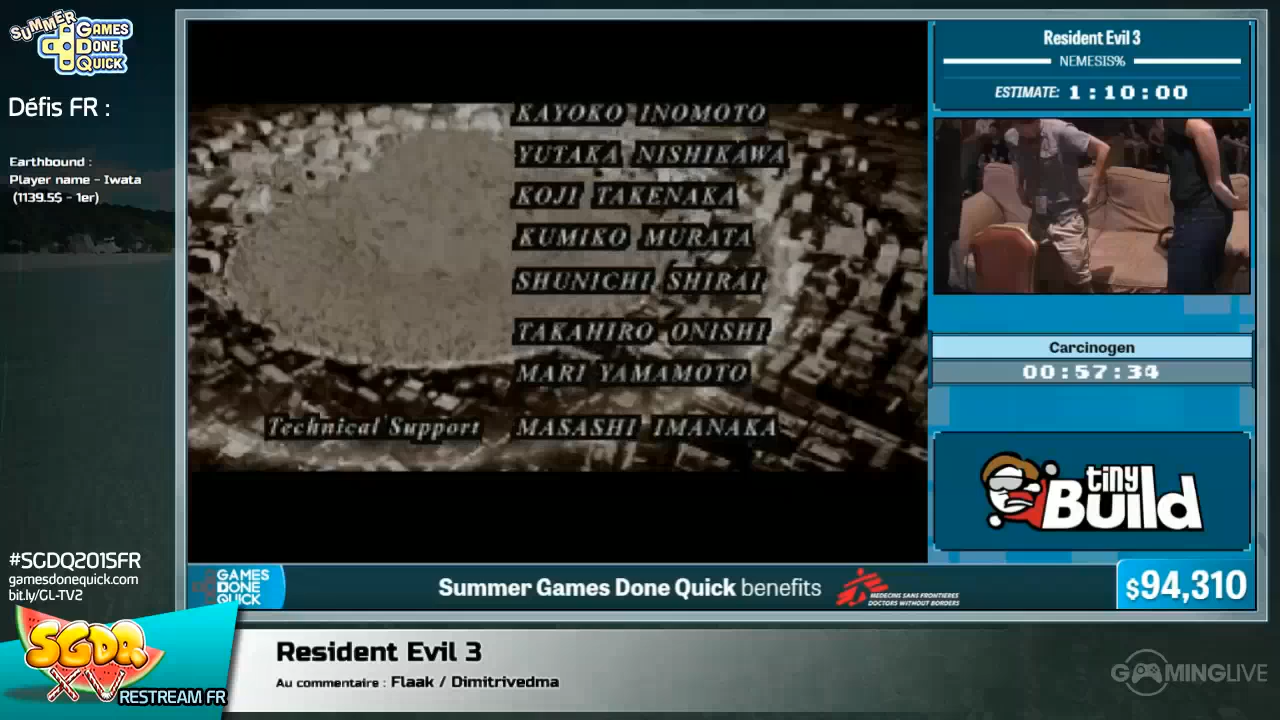 SUMMER
GAMES
DONE
QUICK
Défis FR :
Earthbound :
Player name - Iwata
(1139.5$ - 1er)
#SGDQ2015FR
gamesdonequick.com
bit.ly/GL-TV2
KAYOKO INOMOTO
YUTAKA NISHIKAWA
KOJI TAKENAKA
KUMIKO MURATA
SHUNICHI SHIRAI
TAKAHIRO ONISHI
MARI YAMAMOTO
Technical Support MASASHI IMANAKA
Resident Evil 3
NEMESIS%
ESTIMATE: 1:10:00
Carcinogen
00:57:34
tiny
Build
GAMES
DONE
QUICK
Summer Games Done Quick benefits
MEDECINS SANS FRONTIERES
DOCTORS WITHOUT BORDERS
$94,310
SGDQ
XV
RESTREAM FR
Resident Evil 3
Au commentaire : Flaak / Dimitrivedma
GAMINGLIVE